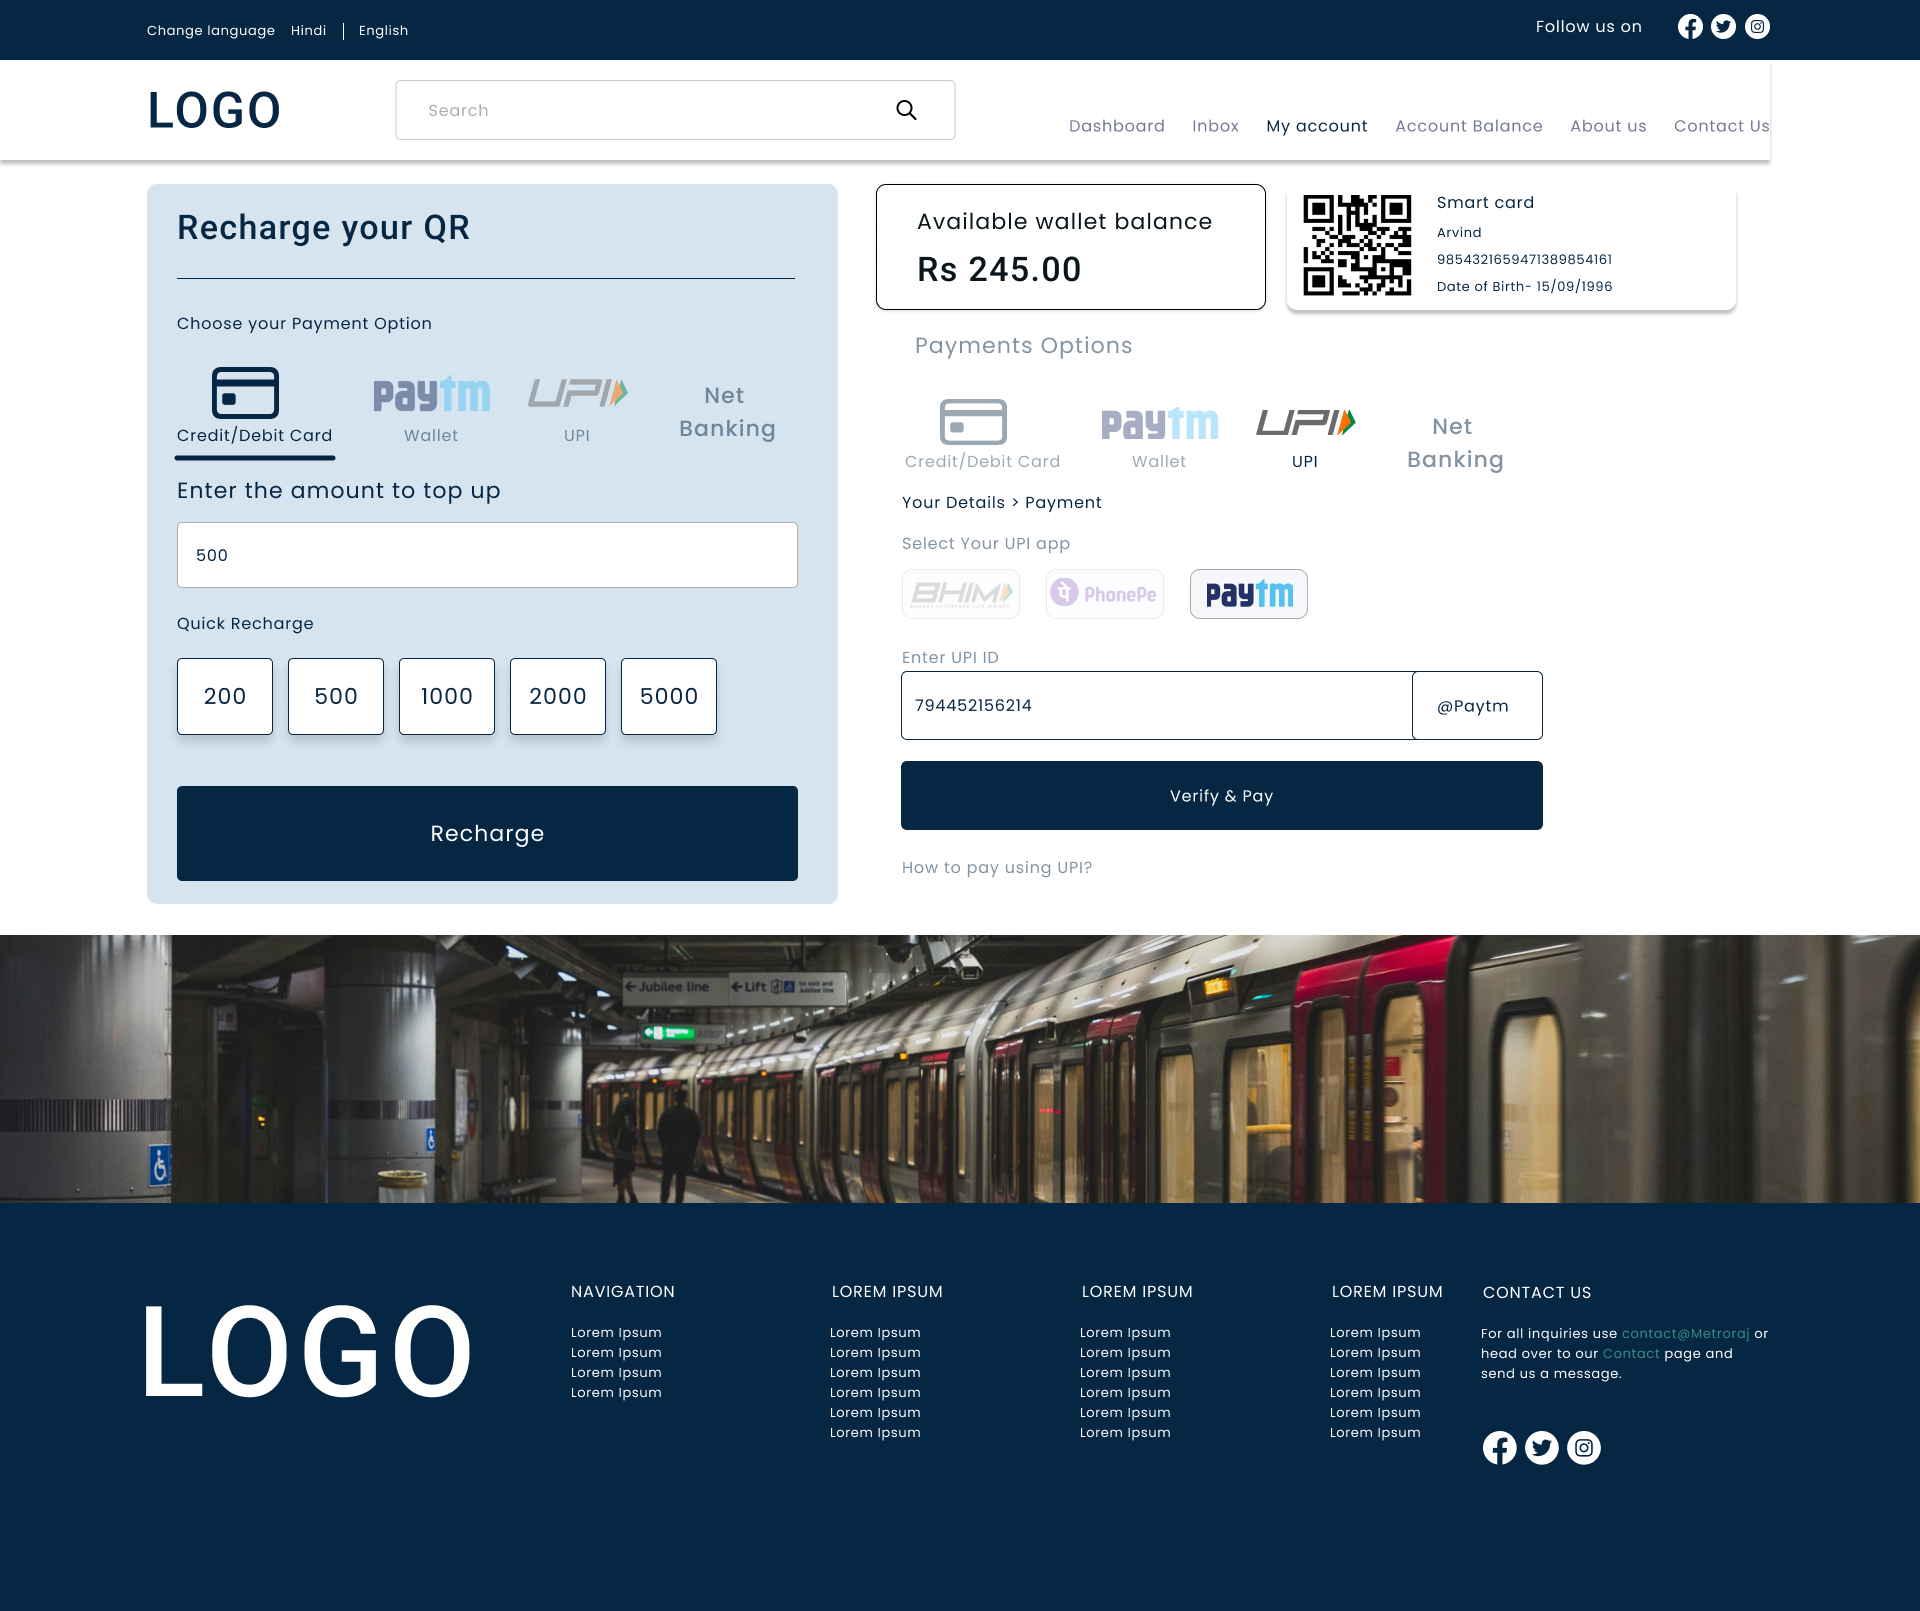 Change language Hindi | English
Follow us on
LOGO
Search
Dashboard Inbox My account Account Balance About us Contact Us
Recharge your QR
Choose your Payment Option
paytm
UPI
Net
Banking
Credit/Debit Card
Wallet
UPI
Enter the amount to top up
500
Quick Recharge
200 500 1000 2000 5000
Recharge
Available wallet balance
Rs 245.00
Smart card
Arvind
9854321659471389854161
Date of Birth- 15/09/1996
Payments Options
paytm
UPI
Net
Banking
Credit/Debit Card
Wallet
UPI
Your Details > Payment
Select Your UPI app
BHIM
BHARAT INTERFACE FOR MONEY
PhonePe
paytm
Enter UPI ID
794452156214
@Paytm
Verify & Pay
How to pay using UPI?
Jubilee line
Lift
to exit and
Jubilee line
LOGO
NAVIGATION
Lorem Ipsum
Lorem Ipsum
Lorem Ipsum
Lorem Ipsum
LOREM IPSUM
Lorem Ipsum
Lorem Ipsum
Lorem Ipsum
Lorem Ipsum
Lorem Ipsum
Lorem Ipsum
LOREM IPSUM
Lorem Ipsum
Lorem Ipsum
Lorem Ipsum
Lorem Ipsum
Lorem Ipsum
Lorem Ipsum
LOREM IPSUM
Lorem Ipsum
Lorem Ipsum
Lorem Ipsum
Lorem Ipsum
Lorem Ipsum
Lorem Ipsum
CONTACT US
For all inquiries use contact@Metroraj or
head over to our Contact page and
send us a message.